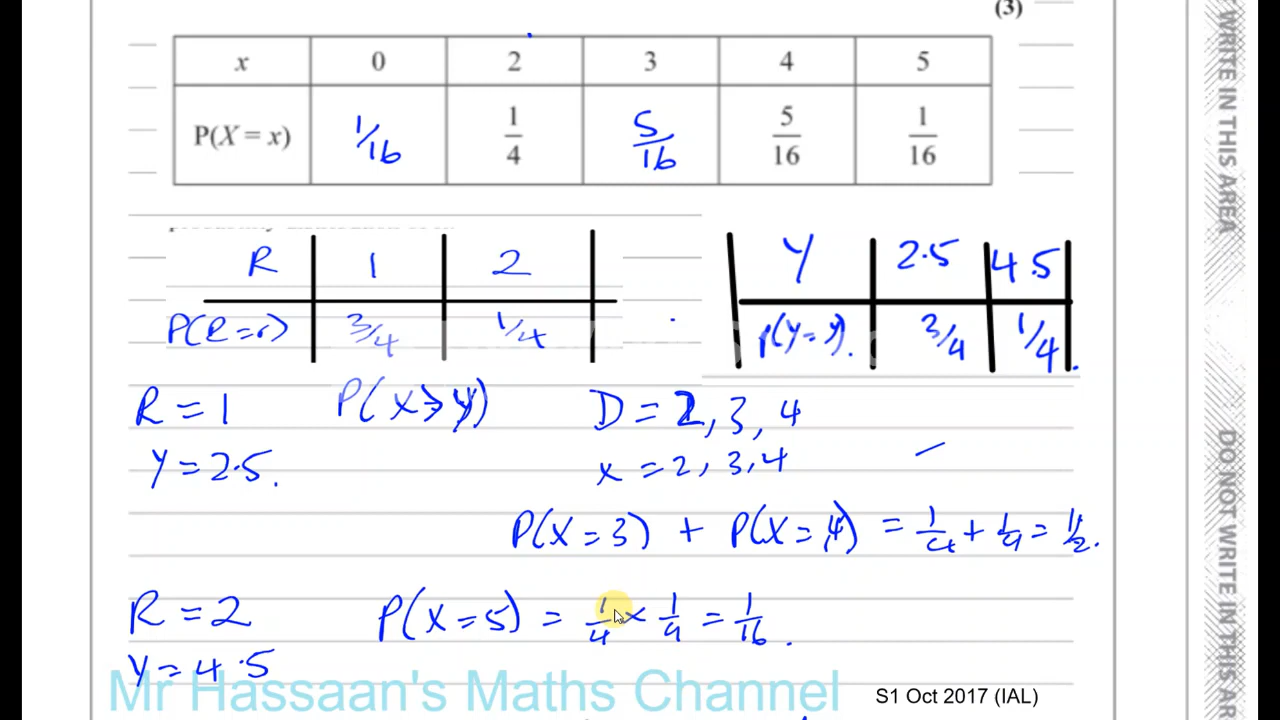 (3)
x 0 2 3 4 5
P(X = x) 1/16 1/4 5/16 5/16 1/16
R 1 2
P(R=r) 3/4 1/4
Y 2.5 4.5
P(Y=y). 3/4 1/4.
R = 1 P(X>Y) D = 2, 3, 4
Y = 2.5. x = 2, 3, 4
P(X=3) + P(X=4) = 1/4 + 1/4 = 1/2.
R = 2 P(X=5) = 1/4 × 1/4 = 1/16.
Y = 4.5
Mr Hassaan's Maths Channel
S1 Oct 2017 (IAL)
WRITE IN THIS AREA
DO NOT WRITE IN THIS AREA